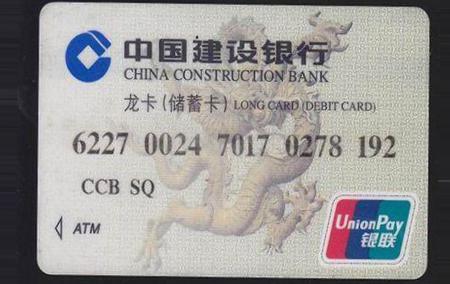 中国建设银行
CHINA CONSTRUCTION BANK
龙卡(储蓄卡) LONG CARD (DEBIT CARD)
6227 0024 7017 0278 192
CCB SQ
ATM
UnionPay
银联